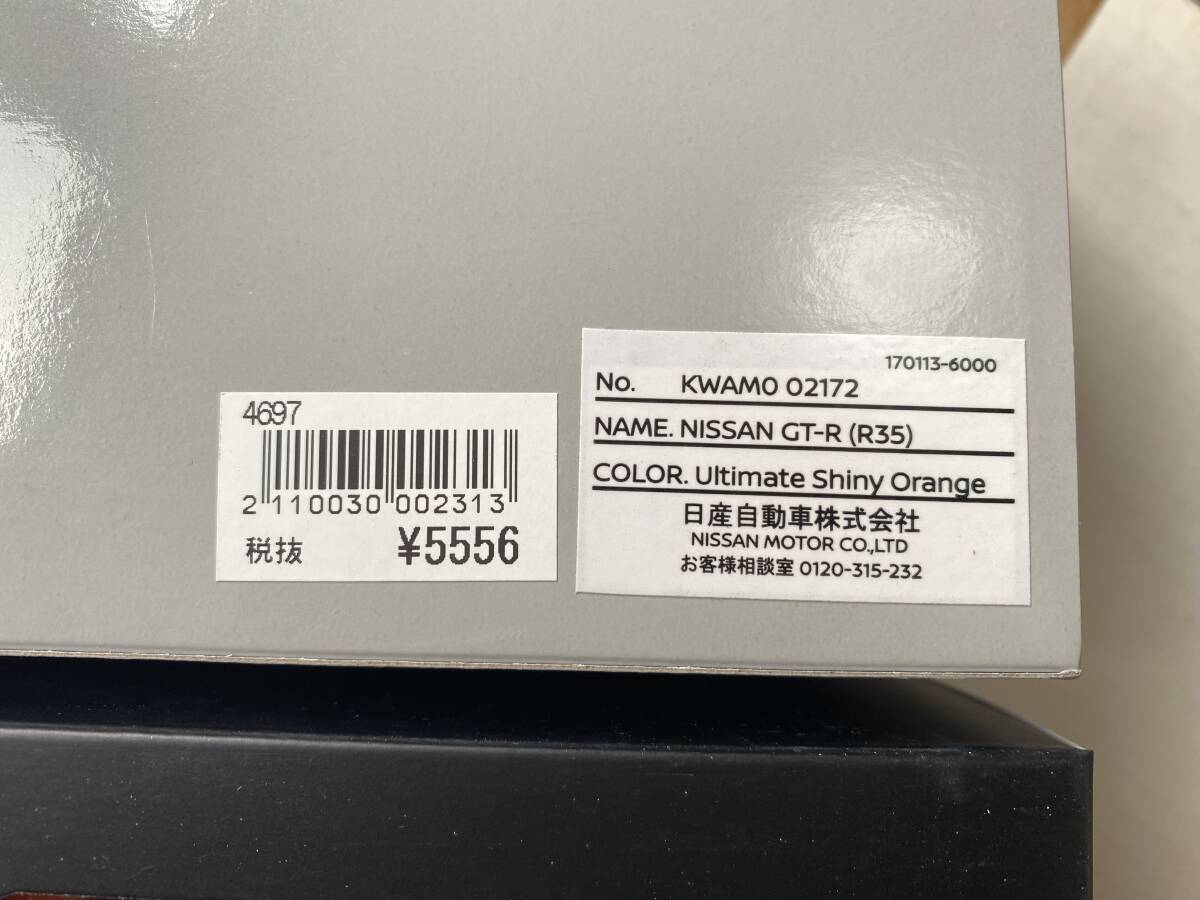 4697
2 110030 002313
税抜 ¥5556
170113-6000
No. KWAM0 02172
NAME. NISSAN GT-R (R35)
COLOR. Ultimate Shiny Orange
日産自動車株式会社
NISSAN MOTOR CO.,LTD
お客様相談室 0120-315-232